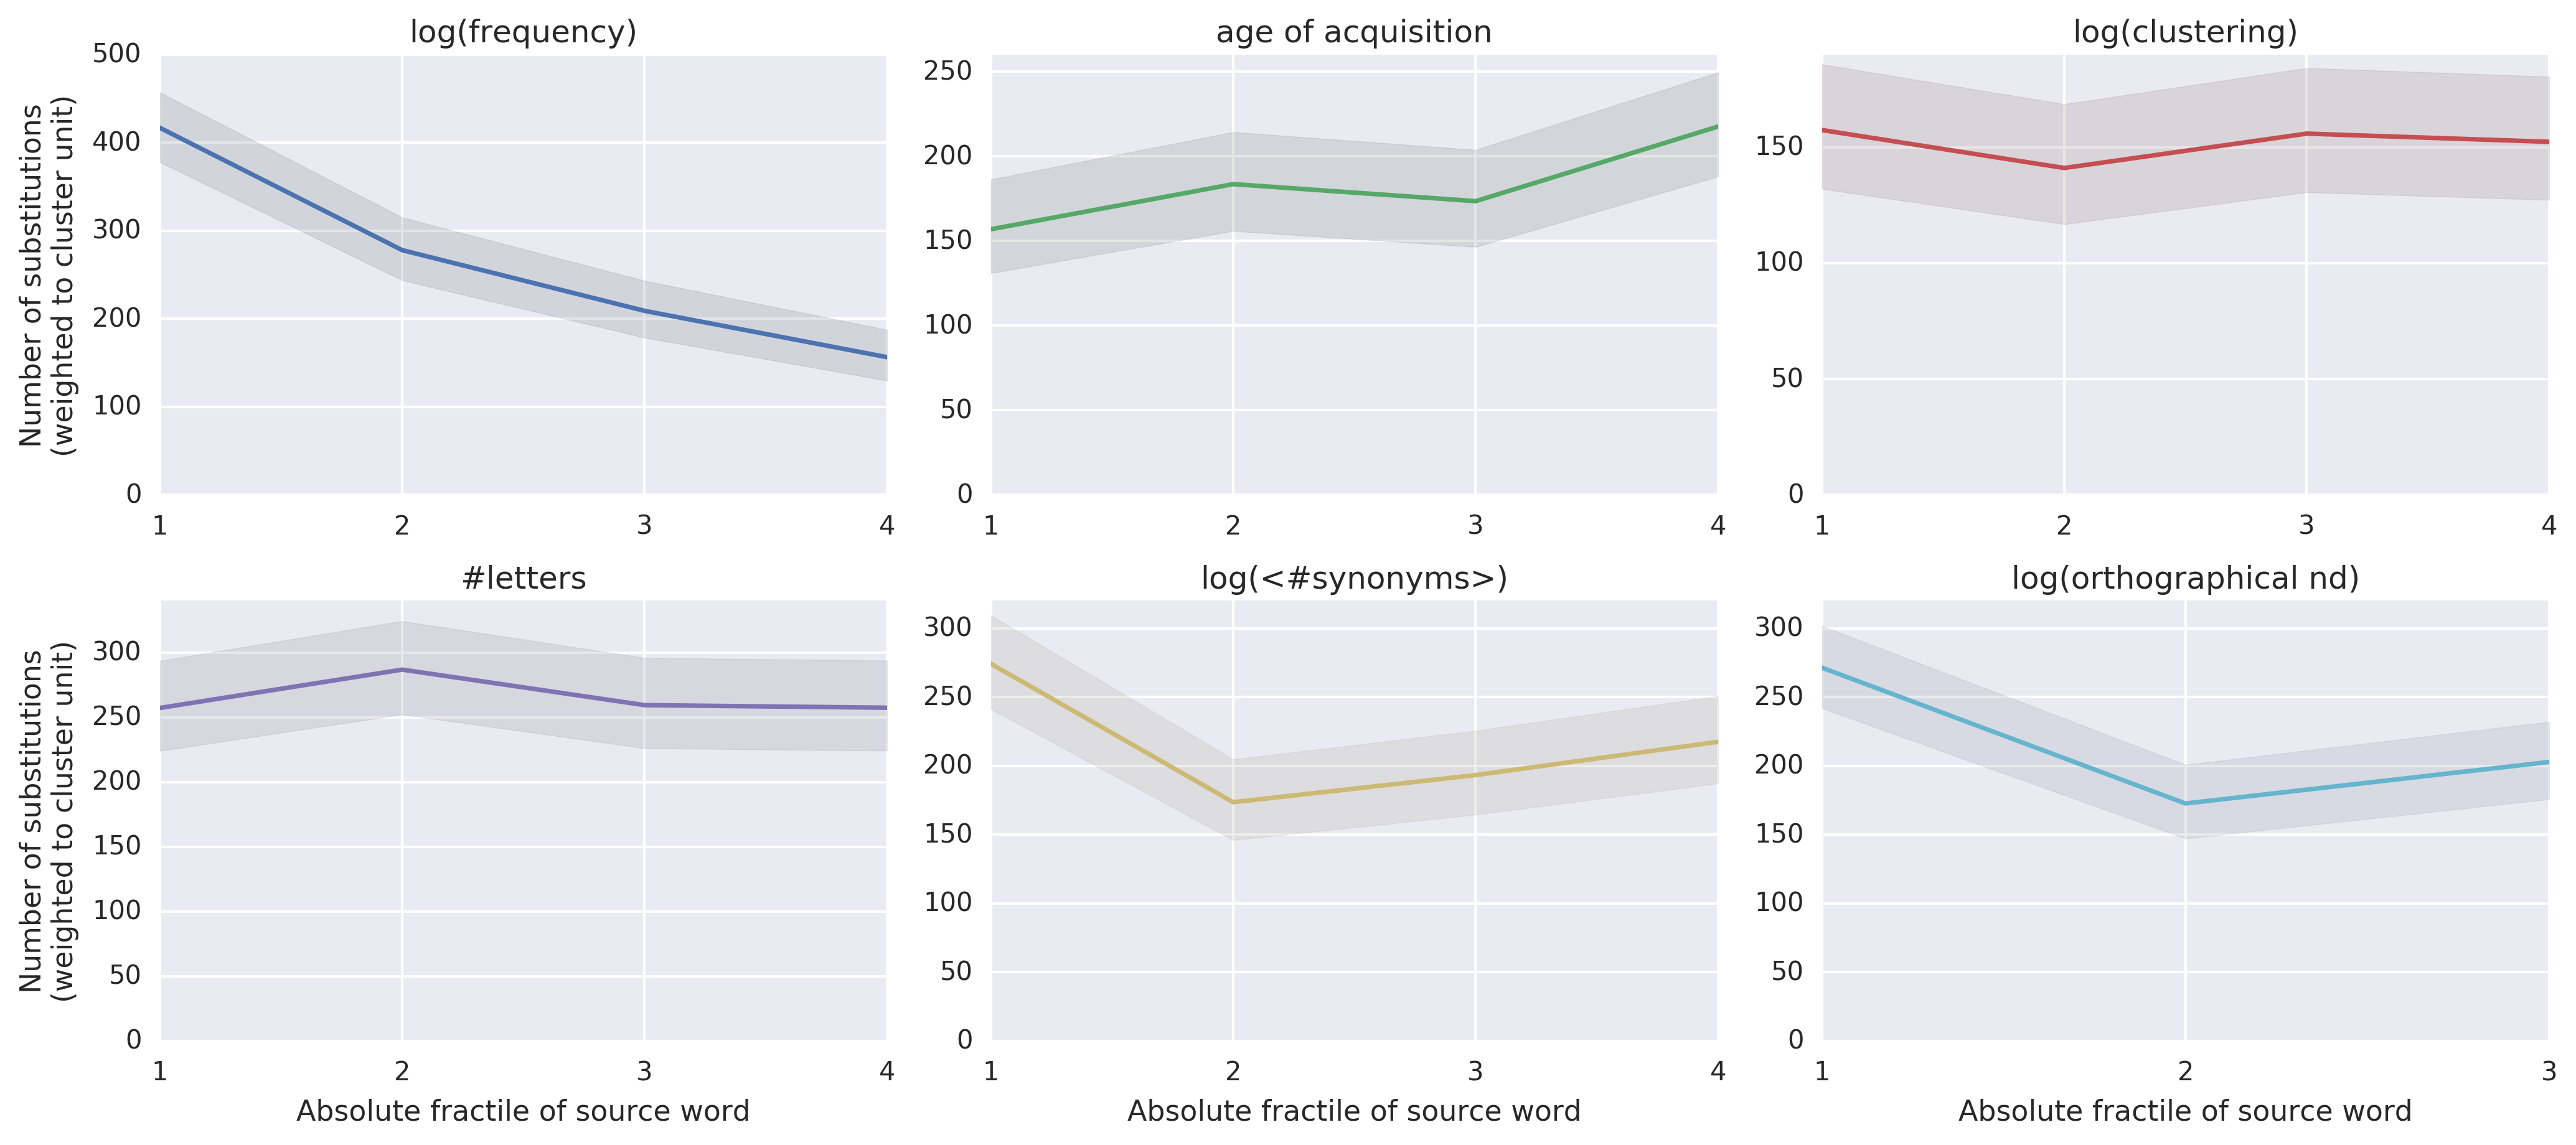 log(frequency)
Number of substitutions
(weighted to cluster unit)
500
400
300
200
100
0
1 2 3 4
age of acquisition
250
200
150
100
50
0
1 2 3 4
log(clustering)
150
100
50
0
1 2 3 4
#letters
Number of substitutions
(weighted to cluster unit)
300
250
200
150
100
50
0
1 2 3 4
Absolute fractile of source word
log(<#synonyms>)
300
250
200
150
100
50
0
1 2 3 4
Absolute fractile of source word
log(orthographical nd)
300
250
200
150
100
50
0
1 2 3
Absolute fractile of source word